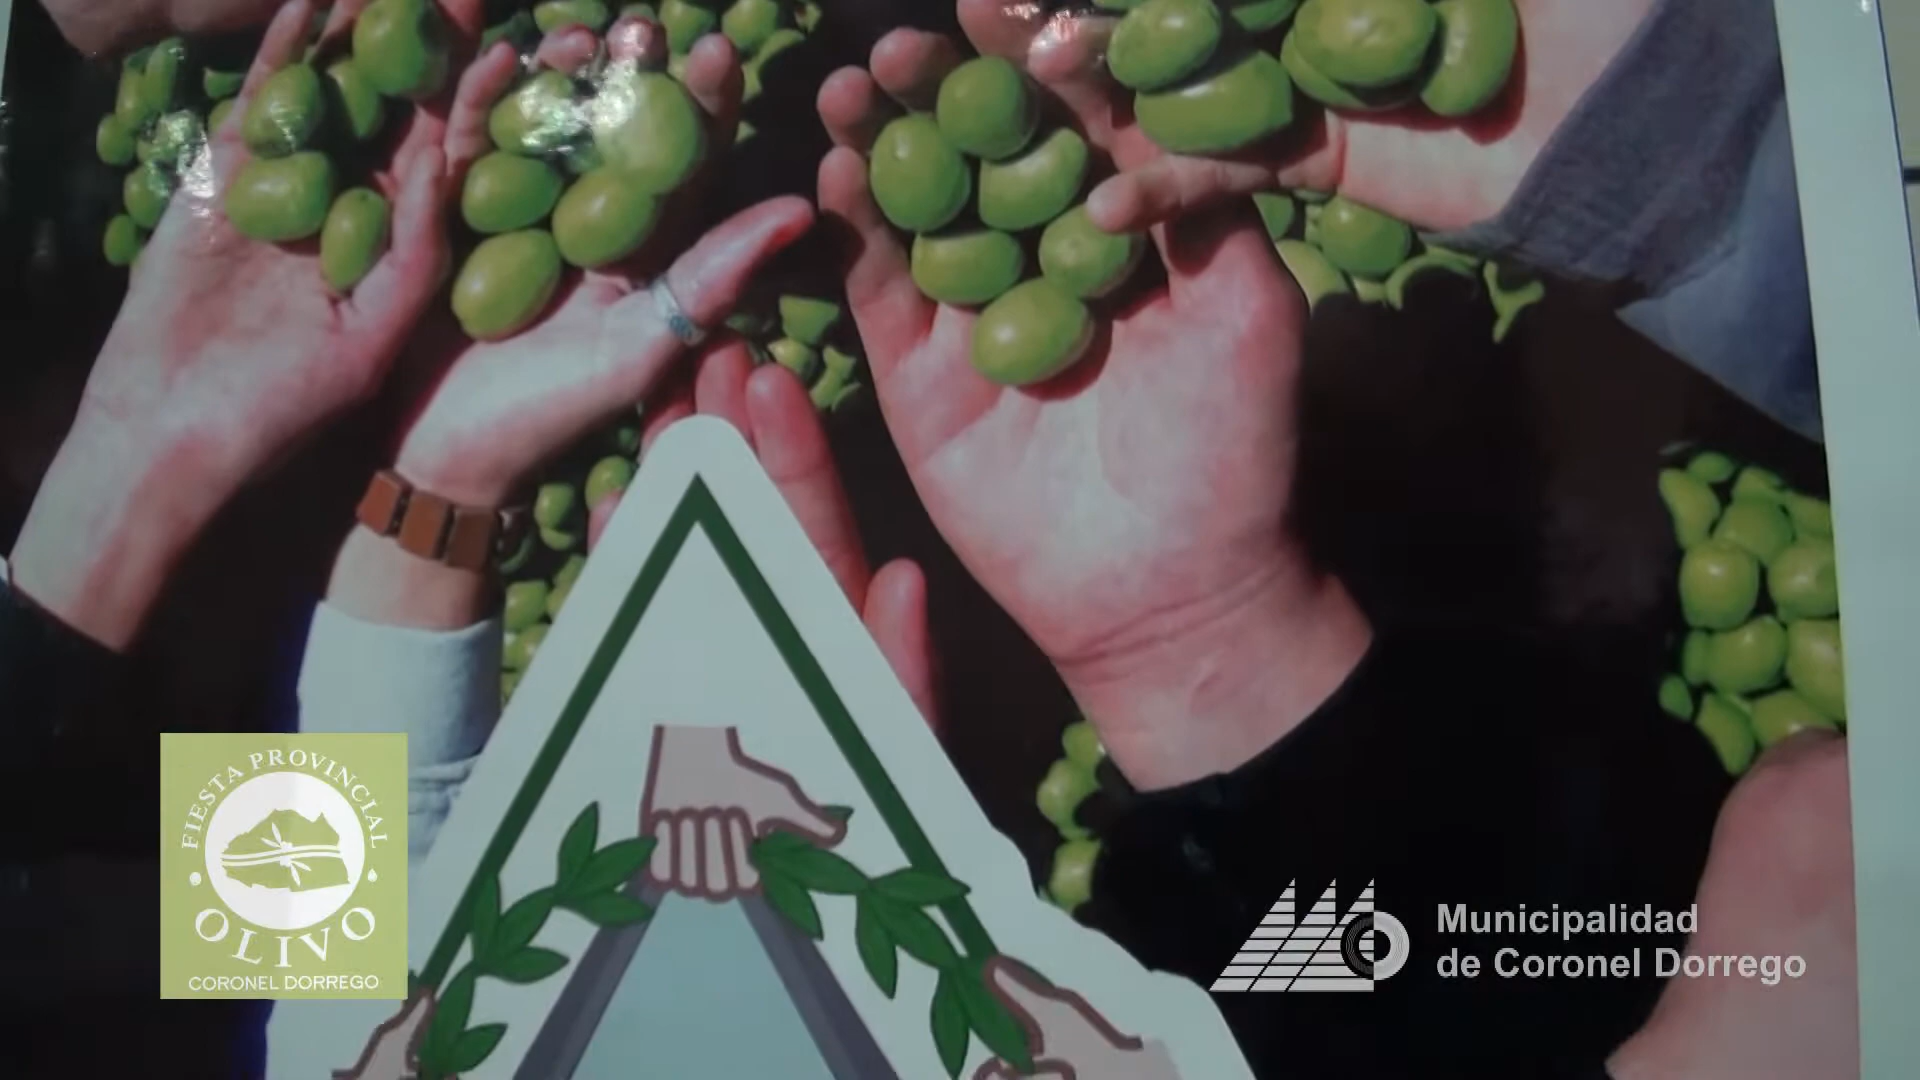 FIESTA PROVINCIAL
OLIVO
CORONEL DORREGO
Municipalidad
de Coronel Dorrego